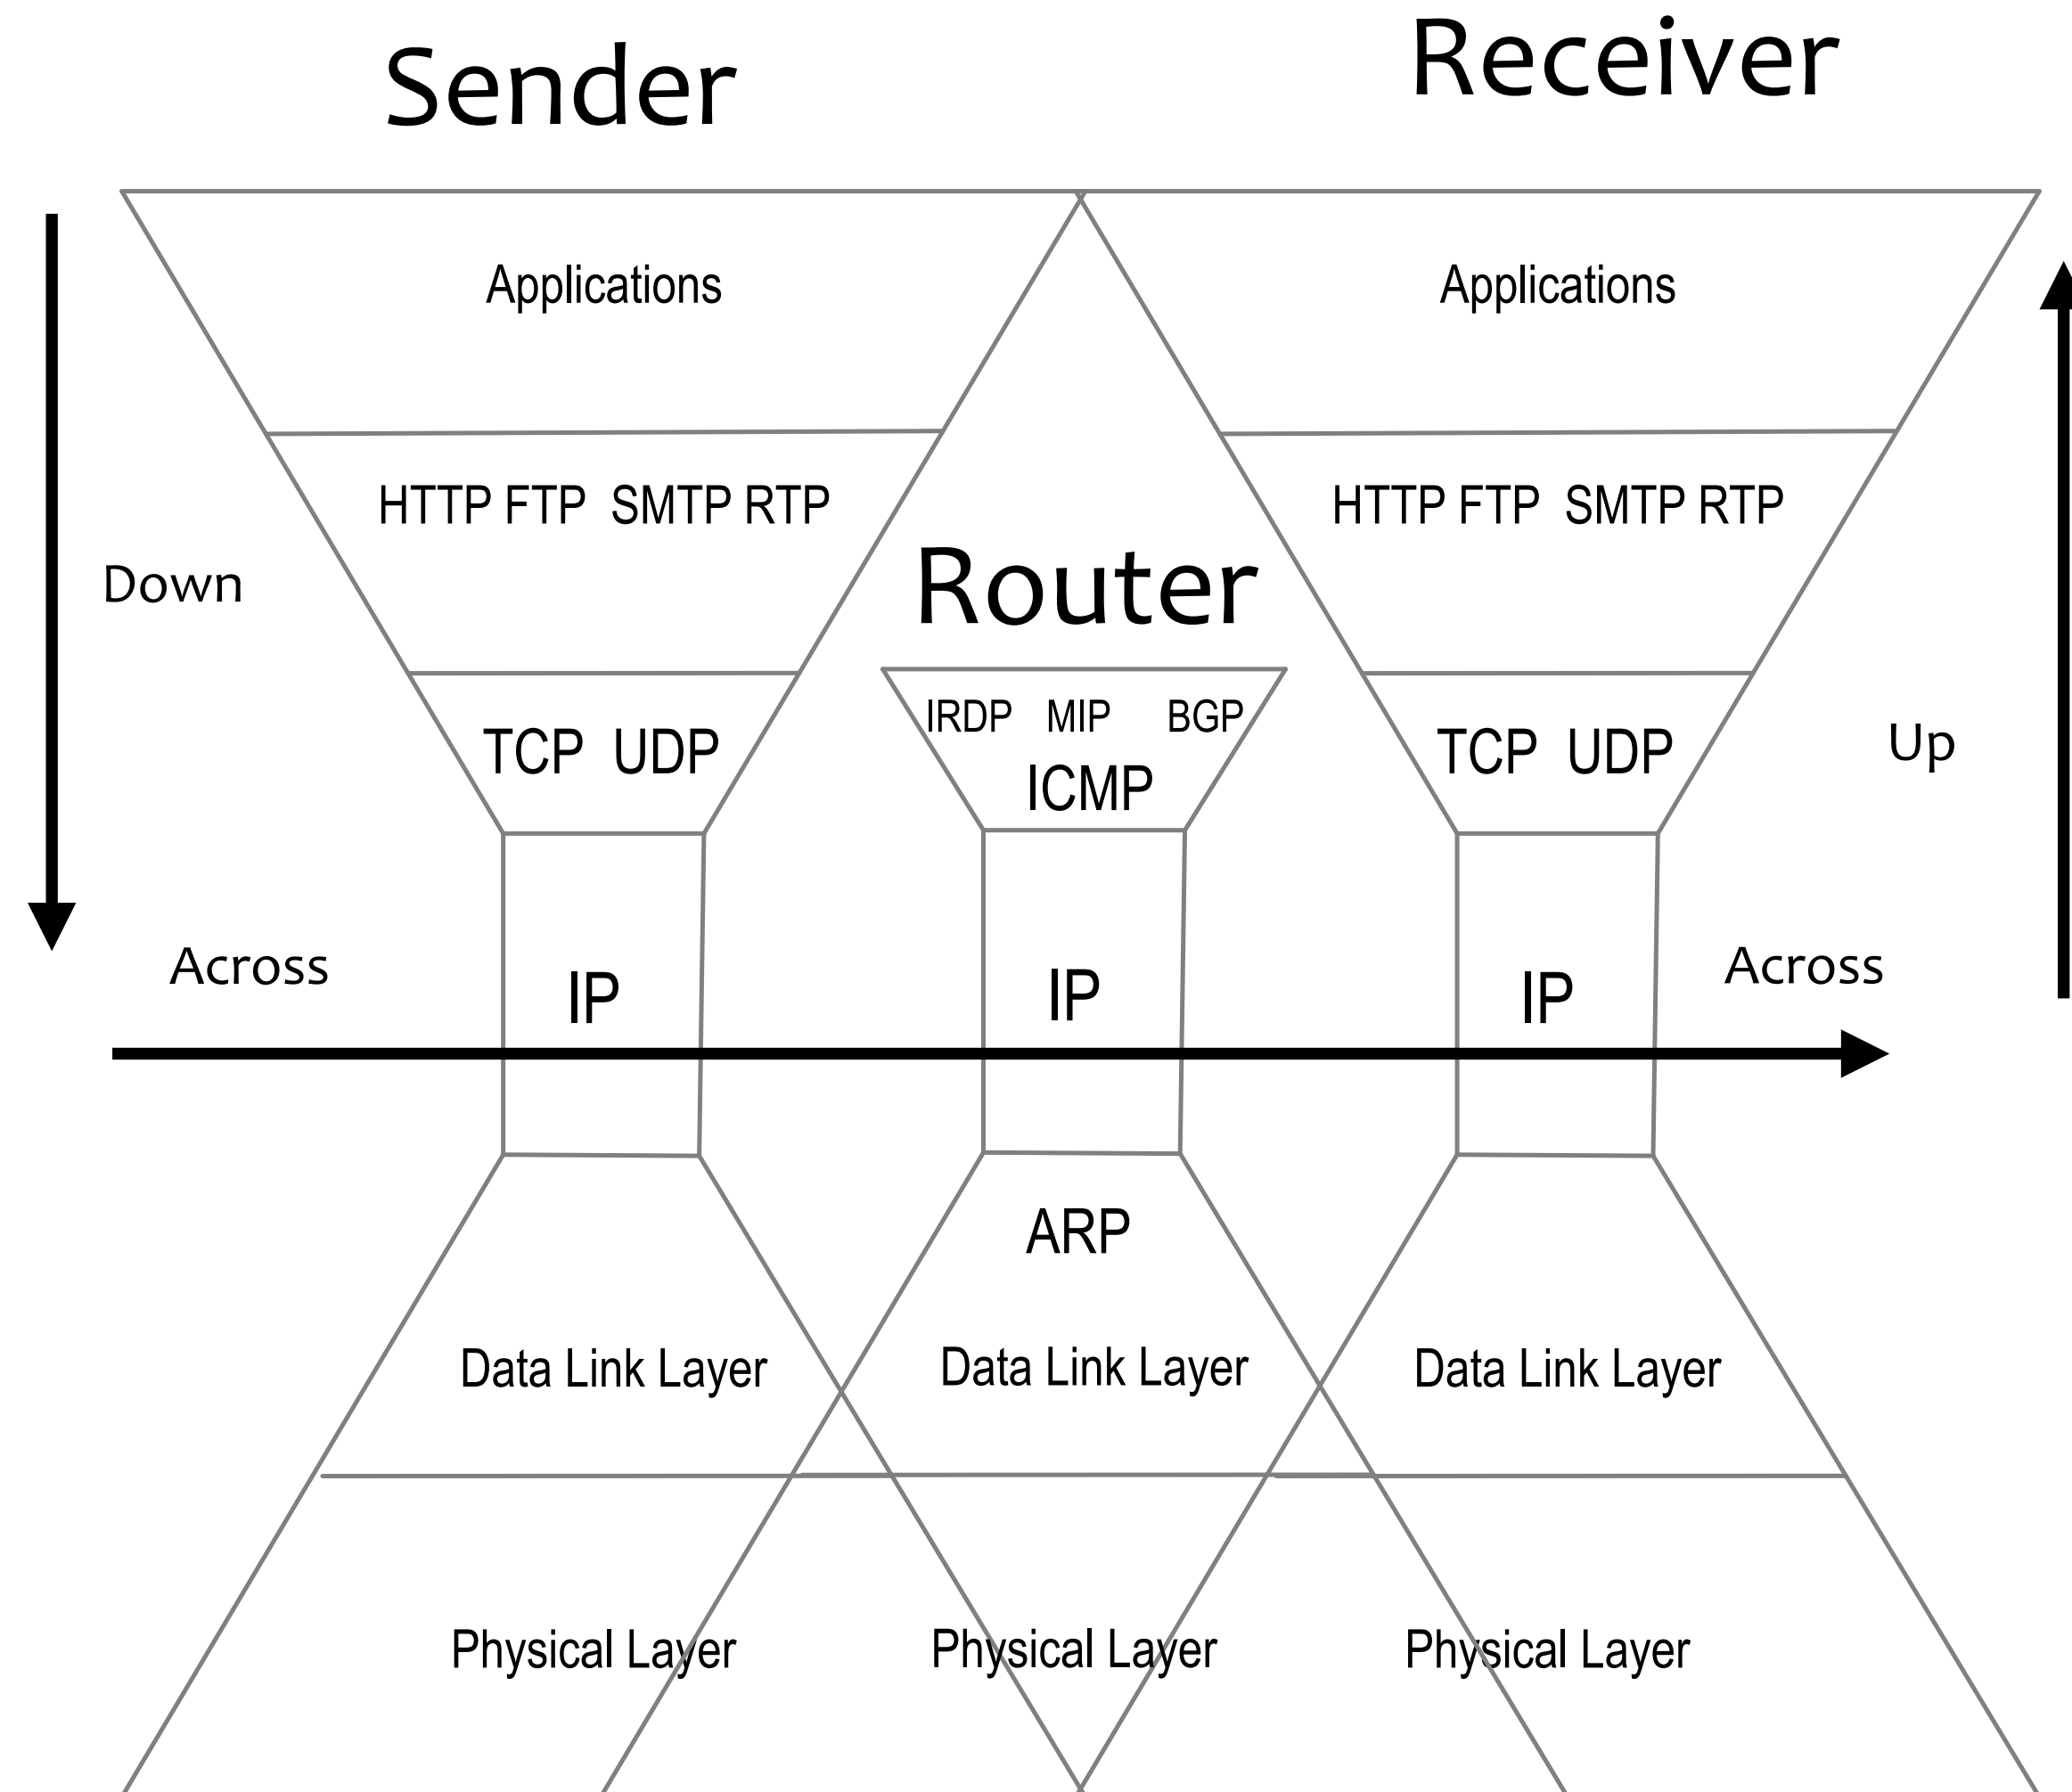 Sender
Receiver
Applications
Applications
HTTP FTP SMTP RTP
HTTP FTP SMTP RTP
Down
Router
IRDP MIP BGP
TCP UDP
ICMP
TCP UDP
Up
Across
IP
IP
IP
Across
ARP
Data Link Layer
Data Link Layer
Data Link Layer
Physical Layer
Physical Layer
Physical Layer